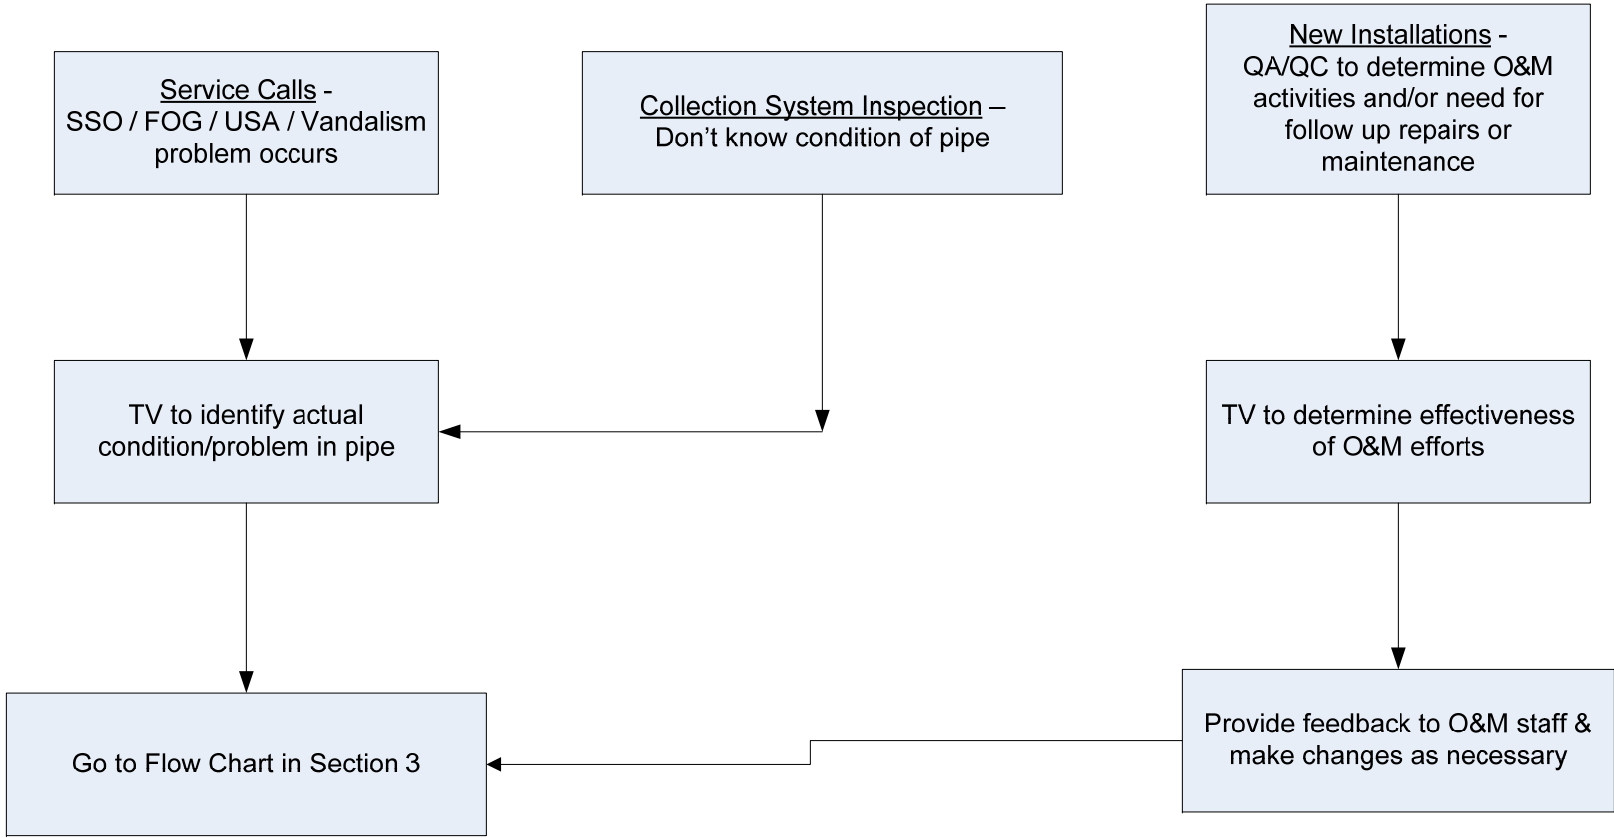 Service Calls -
SSO / FOG / USA / Vandalism
problem occurs
Collection System Inspection –
Don’t know condition of pipe
New Installations -
QA/QC to determine O&M
activities and/or need for
follow up repairs or
maintenance
TV to identify actual
condition/problem in pipe
TV to determine effectiveness
of O&M efforts
Go to Flow Chart in Section 3
Provide feedback to O&M staff &
make changes as necessary